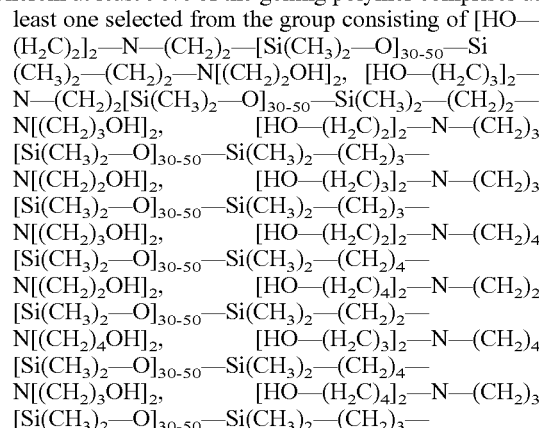 least one selected from the group consisting of [HO—
(H₂C)₂]₂—N—(CH₂)₂—[Si(CH₃)₂—O]₃₀₋₅₀—Si
(CH₃)₂—(CH₂)₂—N[(CH₂)₂OH]₂, [HO—(H₂C)₃]₂—
N—(CH₂)₂[Si(CH₃)₂—O]₃₀₋₅₀—Si(CH₃)₂—(CH₂)₂—
N[(CH₂)₃OH]₂, [HO—(H₂C)₂]₂—N—(CH₂)₃
[Si(CH₃)₂—O]₃₀₋₅₀—Si(CH₃)₂—(CH₂)₃—
N[(CH₂)₂OH]₂, [HO—(H₂C)₃]₂—N—(CH₂)₃
[Si(CH₃)₂—O]₃₀₋₅₀—Si(CH₃)₂—(CH₂)₃—
N[(CH₂)₃OH]₂, [HO—(H₂C)₂]₂—N—(CH₂)₄
[Si(CH₃)₂—O]₃₀₋₅₀—Si(CH₃)₂—(CH₂)₄—
N[(CH₂)₂OH]₂, [HO—(H₂C)₄]₂—N—(CH₂)₂
[Si(CH₃)₂—O]₃₀₋₅₀—Si(CH₃)₂—(CH₂)₂—
N[(CH₂)₄OH]₂, [HO—(H₂C)₃]₂—N—(CH₂)₄
[Si(CH₃)₂—O]₃₀₋₅₀—Si(CH₃)₂—(CH₂)₄—
N[(CH₂)₃OH]₂, [HO—(H₂C)₄]₂—N—(CH₂)₃
[Si(CH₃)₂—O]₃₀₋₅₀—Si(CH₃)₂—(CH₂)₃—